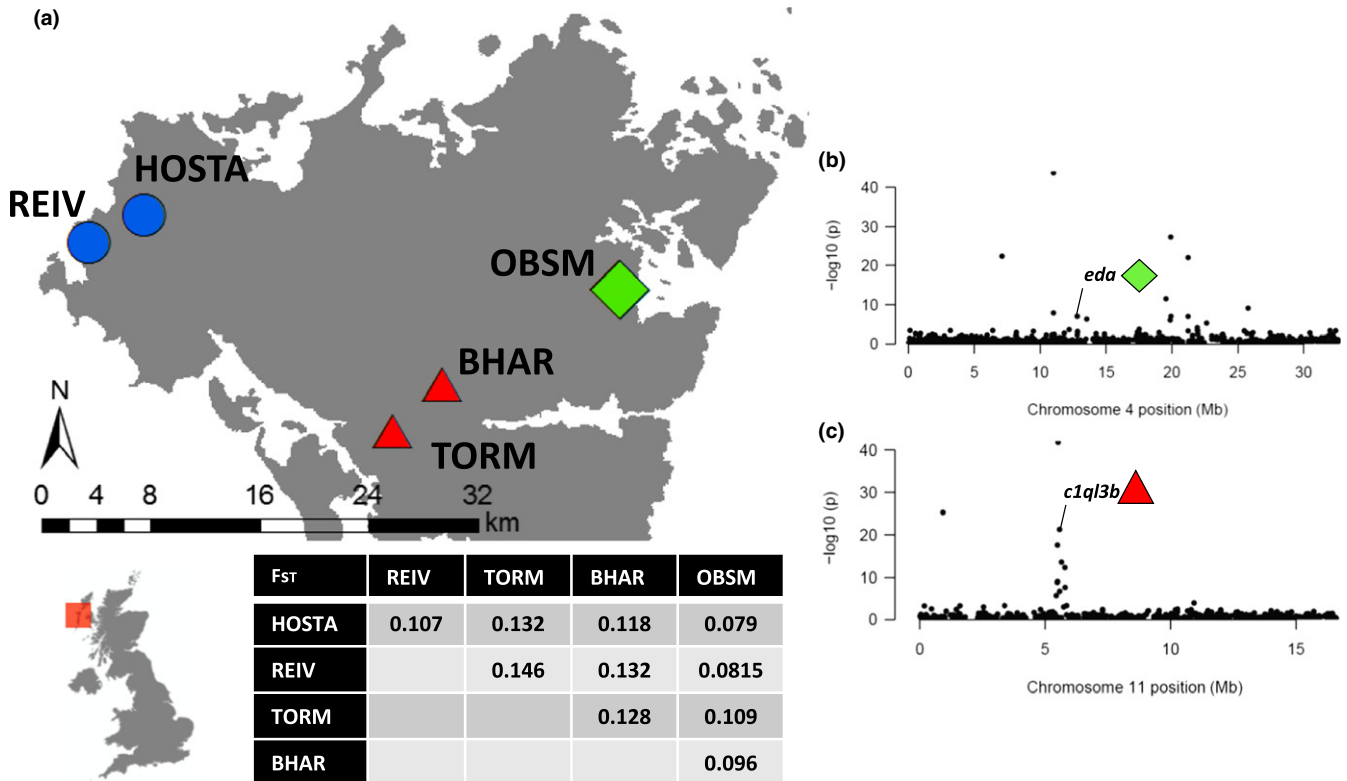 (a)
HOSTA
REIV
OBSM
BHAR
TORM
N
0 4 8 16 24 32
km
FST REIV TORM BHAR OBSM
HOSTA 0.107 0.132 0.118 0.079
REIV 0.146 0.132 0.0815
TORM 0.128 0.109
BHAR 0.096
(b)
40
30
20
10
0
−log10 (p)
eda
0 5 10 15 20 25 30
Chromosome 4 position (Mb)
(c)
40
30
20
10
0
−log10 (p)
c1ql3b
0 5 10 15
Chromosome 11 position (Mb)